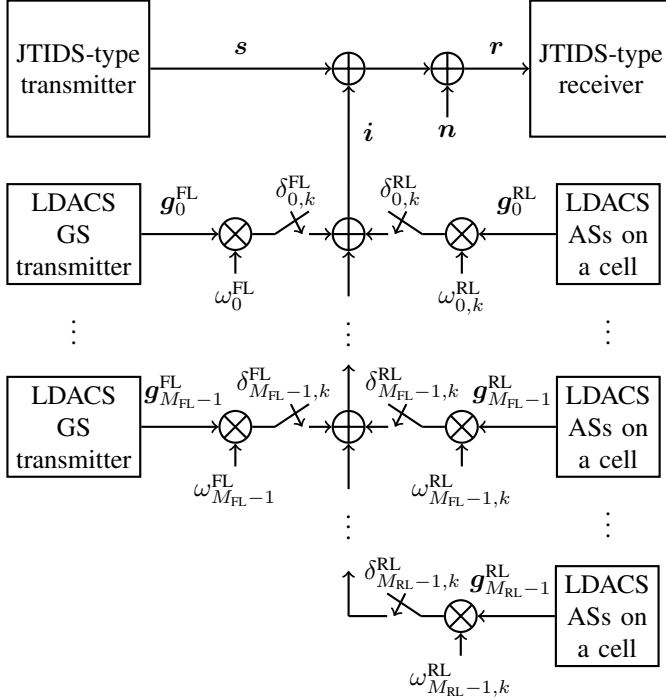 JTIDS-type transmitter
s
n
r
JTIDS-type receiver
i
LDACS GS transmitter
g_0^FL
ω_0^FL
δ_{0,k}^FL
δ_{0,k}^RL
ω_{0,k}^RL
g_0^RL
LDACS ASs on a cell
⋮
⋮
⋮
LDACS GS transmitter
g_{M_FL−1}^FL
ω_{M_FL−1}^FL
δ_{M_FL−1,k}^FL
δ_{M_FL−1,k}^RL
ω_{M_FL−1,k}^RL
g_{M_FL−1}^RL
LDACS ASs on a cell
⋮
⋮
δ_{M_RL−1,k}^RL
ω_{M_RL−1,k}^RL
g_{M_RL−1}^RL
LDACS ASs on a cell